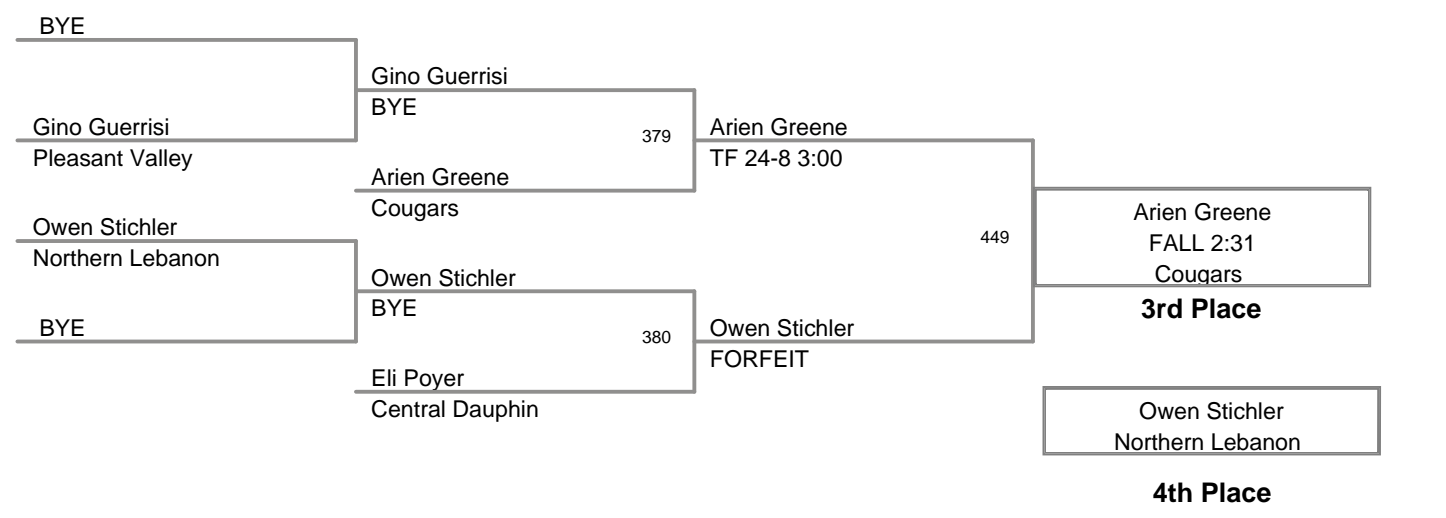 BYE
Gino Guerrisi
BYE
Gino Guerrisi
Pleasant Valley
379
Arien Greene
TF 24-8 3:00
Arien Greene
Cougars
Owen Stichler
Northern Lebanon
449
Arien Greene
FALL 2:31
Cougars
3rd Place
Owen Stichler
BYE
BYE
380
Owen Stichler
FORFEIT
Eli Poyer
Central Dauphin
Owen Stichler
Northern Lebanon
4th Place